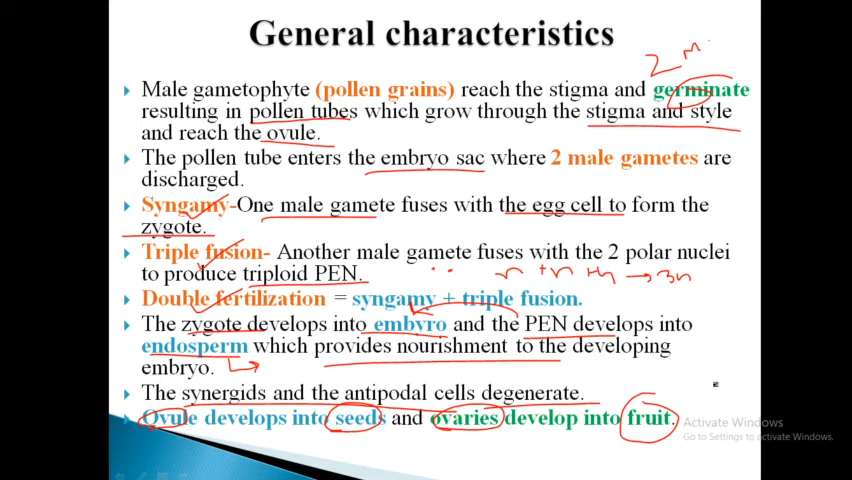 General characteristics
2 M
Male gametophyte (pollen grains) reach the stigma and germinate
resulting in pollen tubes which grow through the stigma and style
and reach the ovule.
The pollen tube enters the embryo sac where 2 male gametes are
discharged.
Syngamy-One male gamete fuses with the egg cell to form the
zygote.
Triple fusion- Another male gamete fuses with the 2 polar nuclei
to produce triploid PEN.
n +n +n → 3n
Double fertilization = syngamy + triple fusion.
The zygote develops into embyro and the PEN develops into
endosperm which provides nourishment to the developing
embryo.
The synergids and the antipodal cells degenerate.
Ovule develops into seeds and ovaries develop into fruit.
Activate Windows
Go to Settings to Activate Windows.